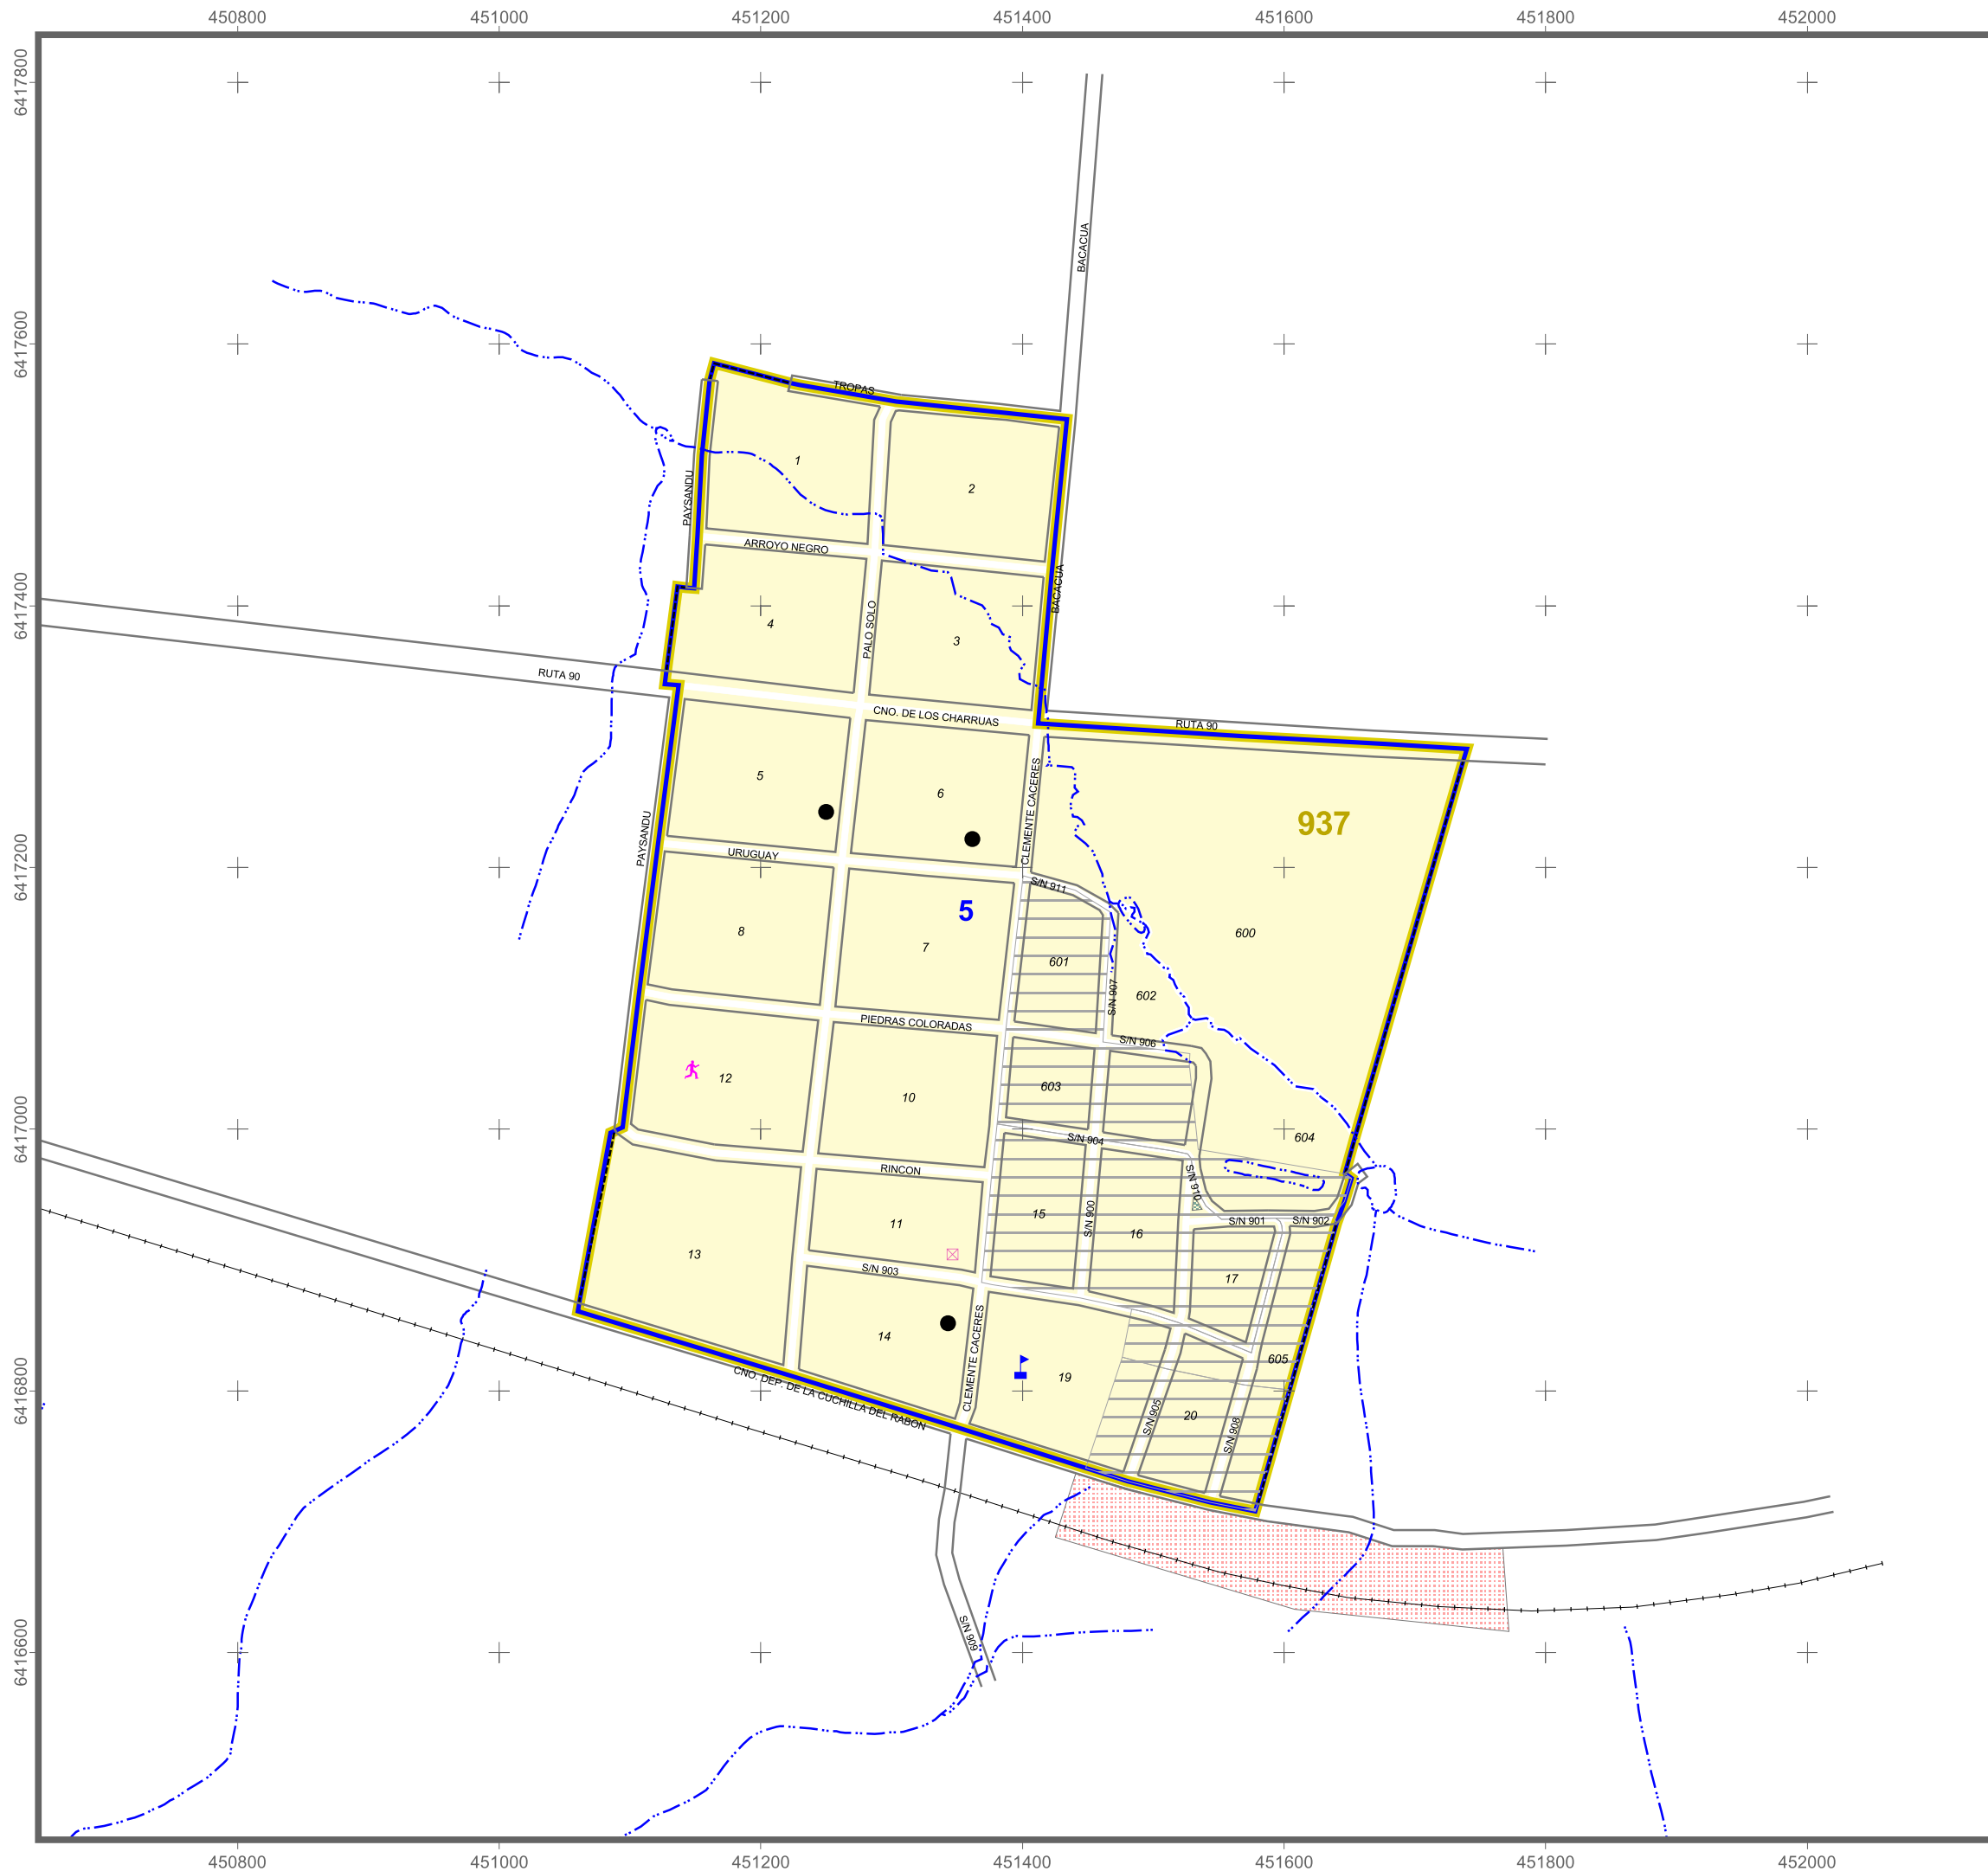 450800 451000 451200 451400 451600 451800 452000
6417800
BACACUA
6417600
TROPAS
1
2
PAYSANDU
ARROYO NEGRO
BACACUA
6417400
4
PALO SOLO
3
RUTA 90
CNO. DE LOS CHARRUAS
RUTA 90
5
6
CLEMENTE CACERES
937
PAYSANDU
URUGUAY
6417200
S/N 911
5
8
7
600
601
602
S/N 907
PIEDRAS COLORADAS
S/N 906
12
603
10
6417000
S/N 904
604
RINCON
S/N 910
15
S/N 900
11
S/N 901
S/N 902
16
13
S/N 903
17
14
CLEMENTE CACERES
605
19
6416800
CNO. DEP. DE LA CUCHILLA DEL RABON
20
S/N 905
S/N 908
S/N 909
6416600
450800 451000 451200 451400 451600 451800 452000